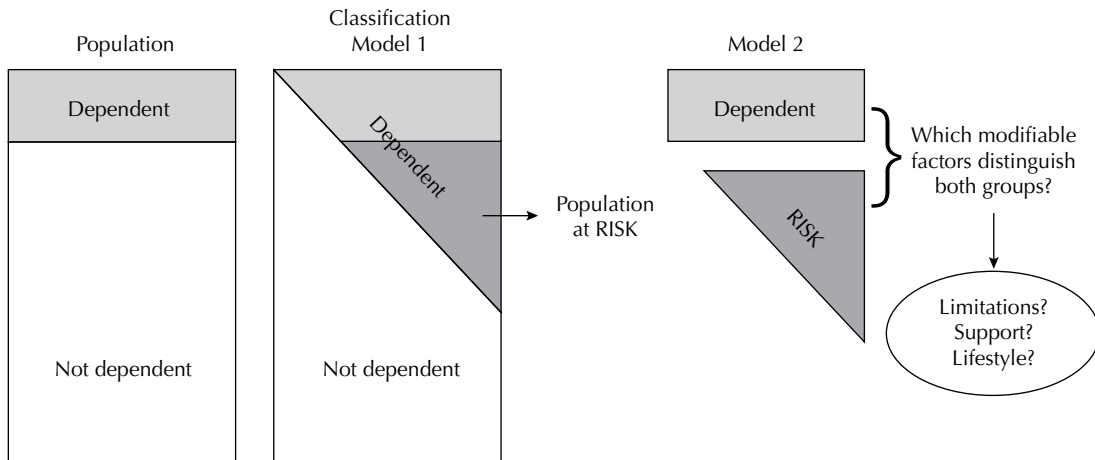 Population
Dependent
Not dependent
Classification
Model 1
Dependent
Population
at RISK
Not dependent
Model 2
Dependent
RISK
Which modifiable
factors distinguish
both groups?
Limitations?
Support?
Lifestyle?